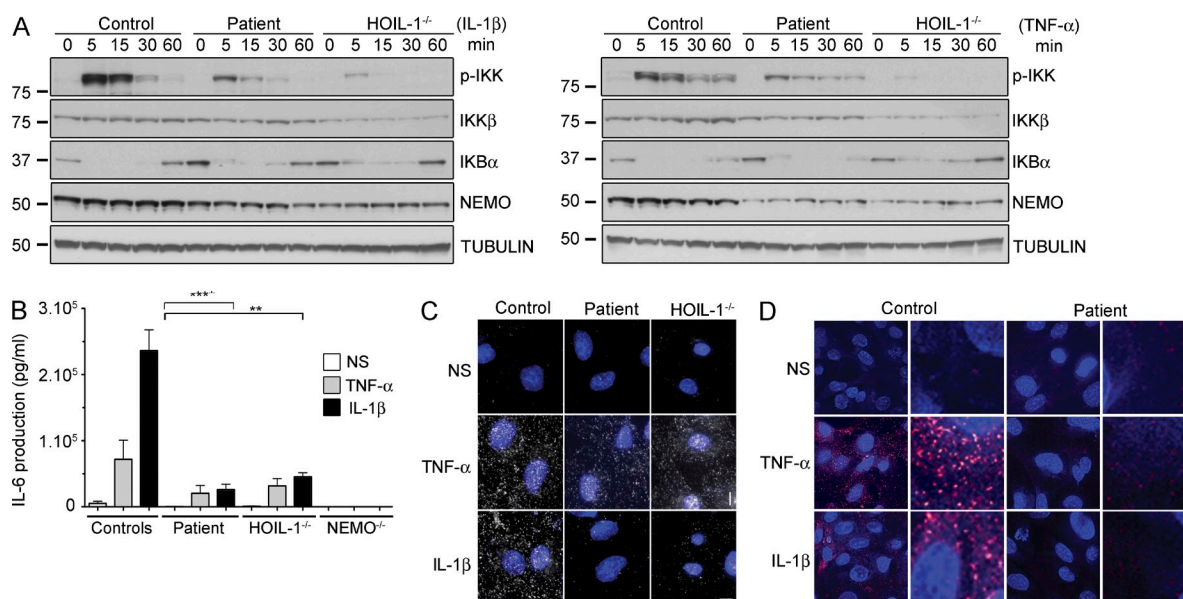 A
Control Patient HOIL-1-/- (IL-1β)
0 5 15 30 60 0 5 15 30 60 0 5 15 30 60 min
p-IKK
75
75 IKKβ
37 IKBα
50 NEMO
50 TUBULIN
Control Patient HOIL-1-/- (TNF-α)
0 5 15 30 60 0 5 15 30 60 0 5 15 30 60 min
p-IKK
75
75 IKKβ
37 IKBα
50 NEMO
50 TUBULIN
B
IL-6 production (pg/ml)
3.10⁵
2.10⁵
1.10⁵
0
**
NS
TNF-α
IL-1β
Controls Patient HOIL-1-/- NEMO-/-
C
Control Patient HOIL-1-/-
NS
TNF-α
IL-1β
D
Control Patient
NS
TNF-α
IL-1β